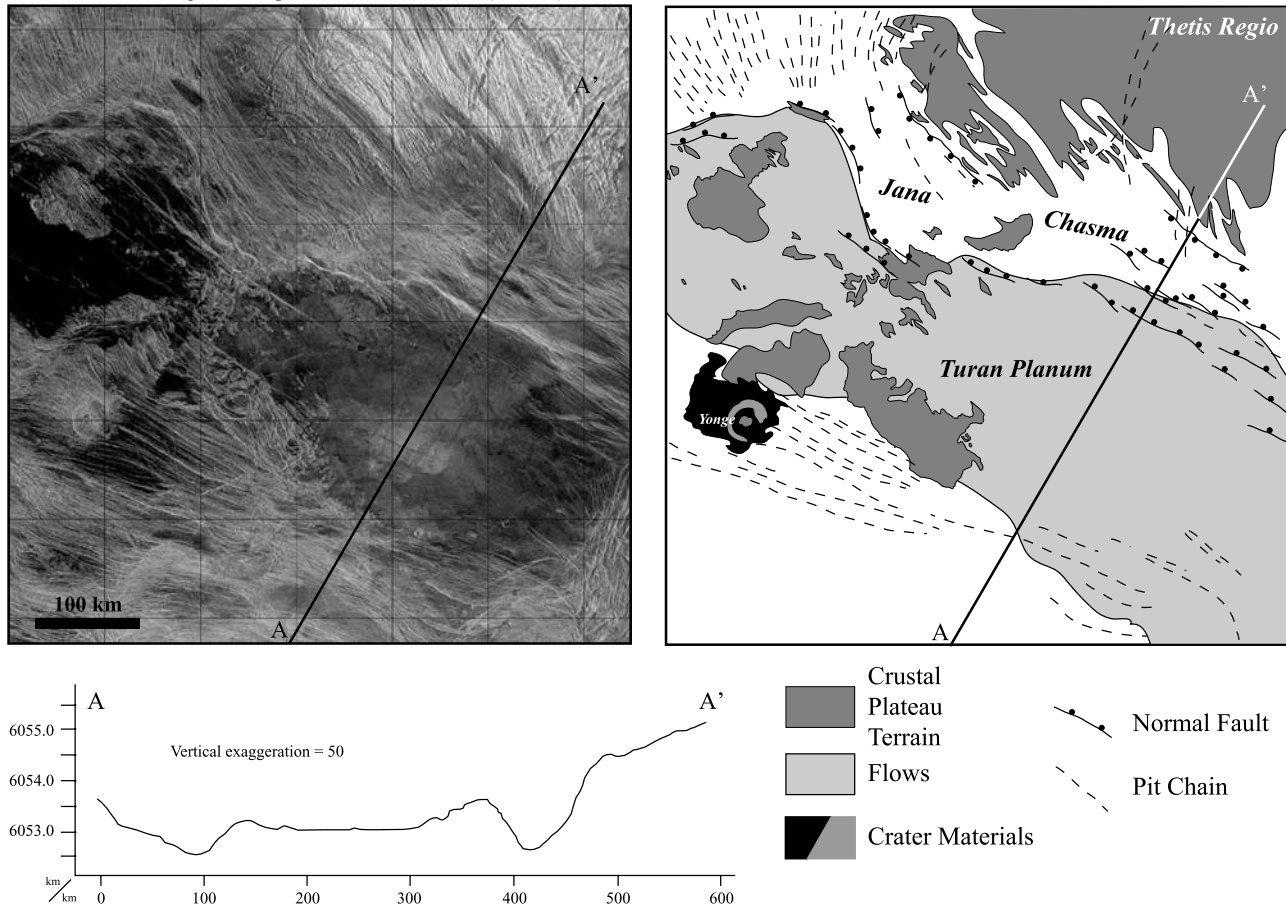 A'
100 km
A
Thetis Regio
A'
Jana
Chasma
Turan Planum
Yonge
A
A
A'
Vertical exaggeration = 50
6055.0
6054.0
6053.0
km
km
0
100
200
300
400
500
600
Crustal
Plateau
Terrain
Flows
Crater Materials
Normal Fault
Pit Chain